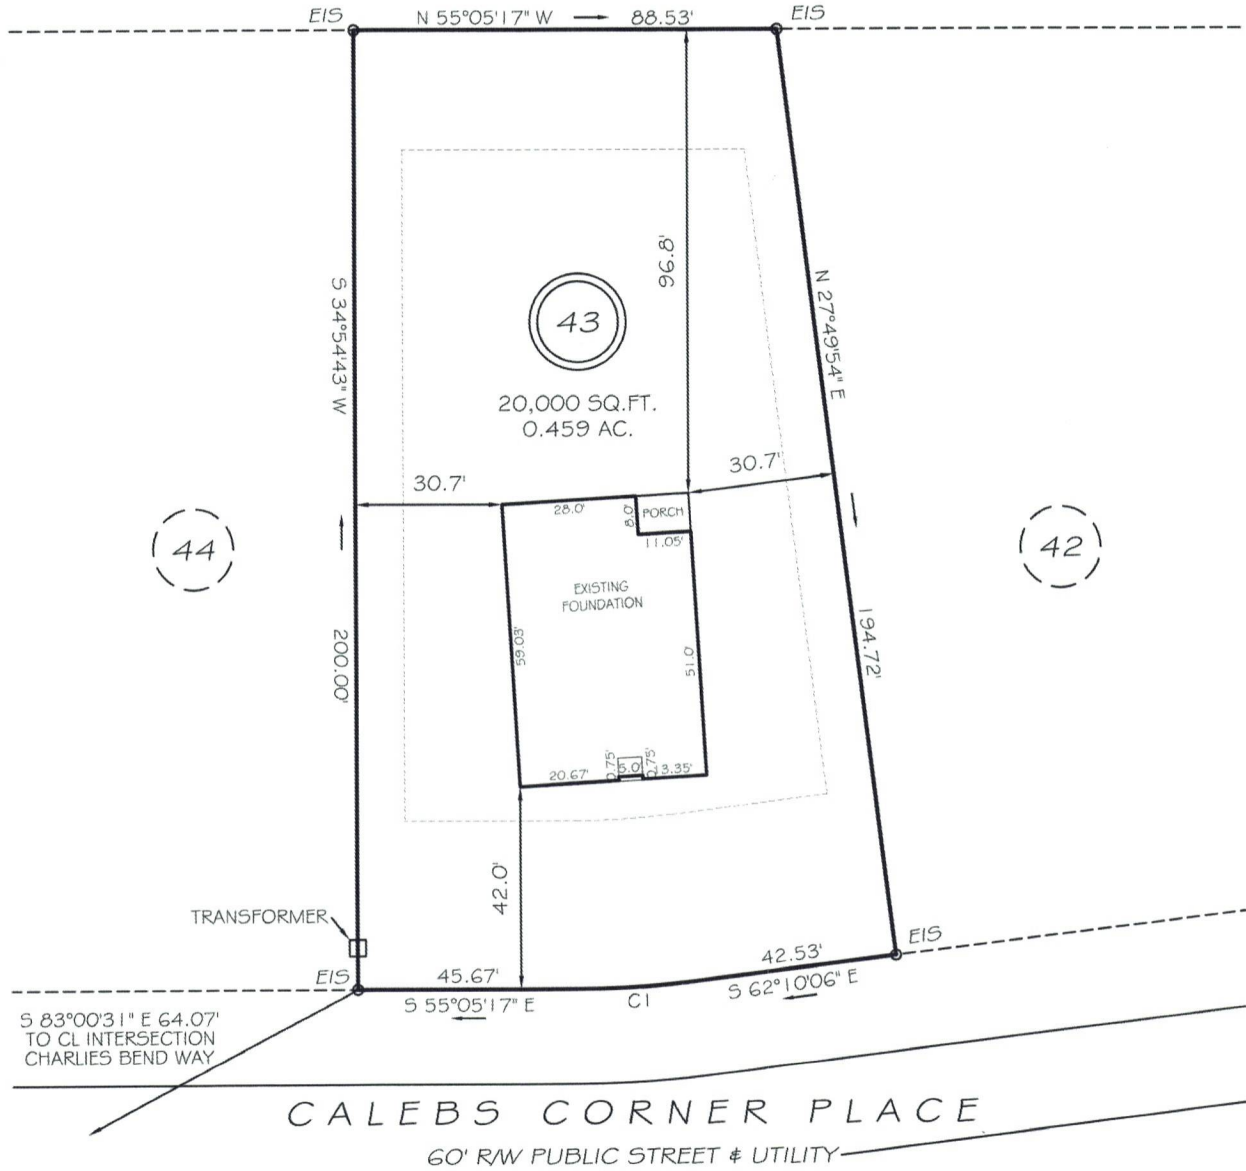 EIS
N 55°05'17" W
88.53'
EIS
96.8'
S 34°54'43" W
N 27°49'54" E
43
20,000 SQ.FT.
0.459 AC.
30.7'
30.7'
28.0'
8.0'
PORCH
11.05'
44
42
EXISTING
FOUNDATION
59.03'
51.0'
200.00'
194.72'
20.67'
0.75'
5.0'
0.75'
13.35'
42.0'
TRANSFORMER
EIS
45.67'
S 55°05'17" E
C1
42.53'
S 62°10'06" E
EIS
S 83°00'31" E 64.07'
TO CL INTERSECTION
CHARLIES BEND WAY
CALEBS CORNER PLACE
60' R/W PUBLIC STREET & UTILITY